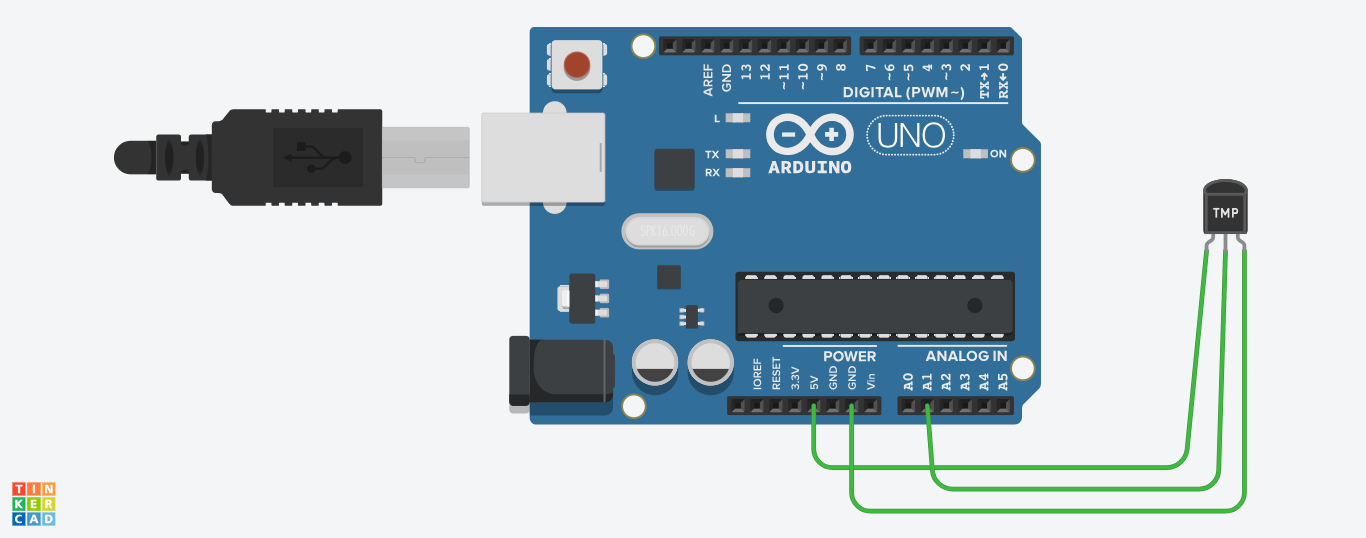 AREF
GND
13
12
~11
~10
~9
8
7
~6
~5
4
~3
2
TX→1
RX←0
DIGITAL (PWM~)
L
TX
RX
ARDUINO
UNO
ON
TMP
SPK16.000G
POWER
ANALOG IN
IOREF
RESET
3.3V
5V
GND
GND
Vin
A0
A1
A2
A3
A4
A5
TIN
KER
CAD